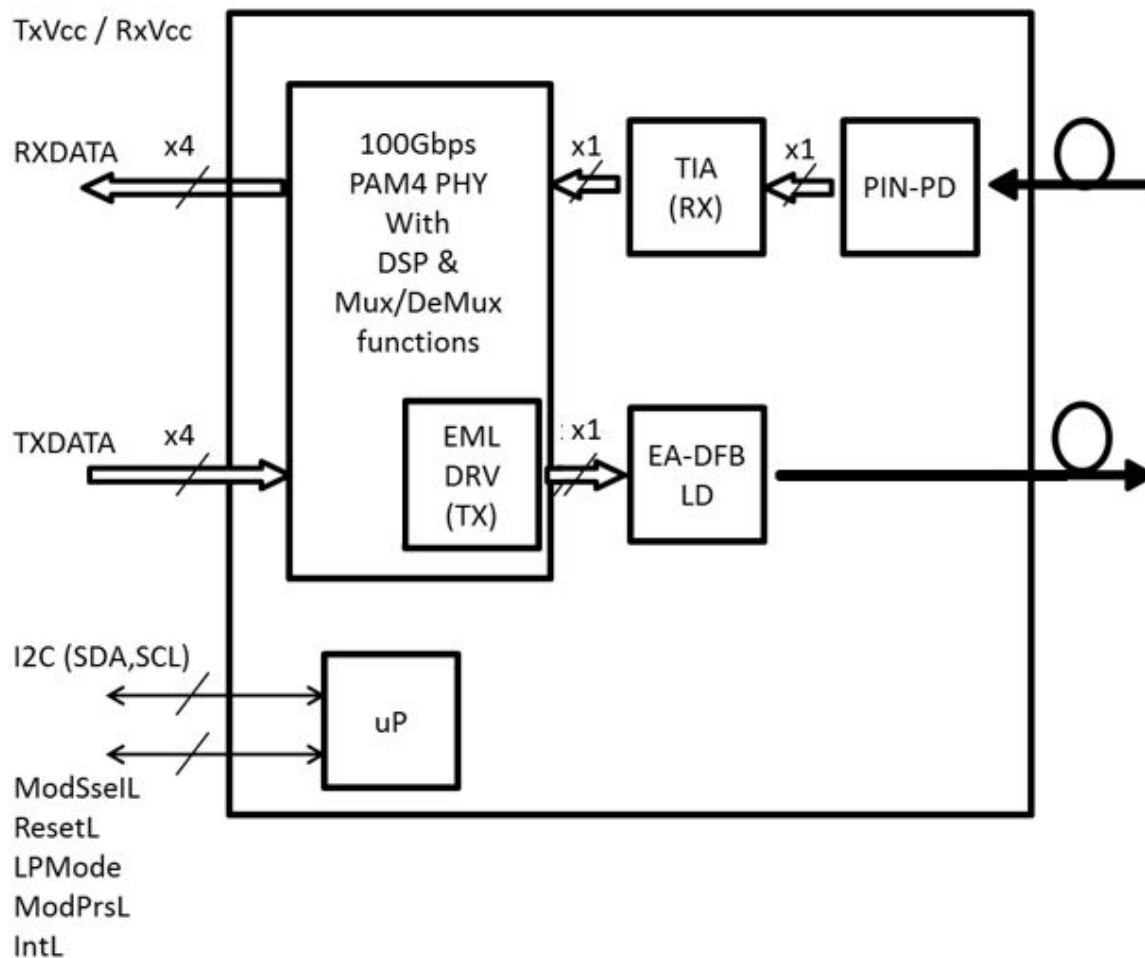 TxVcc / RxVcc
RXDATA
x4
100Gbps
PAM4 PHY
With
DSP &
Mux/DeMux
functions
x1
TIA
(RX)
x1
PIN-PD
TXDATA
x4
EML
DRV
(TX)
x1
EA-DFB
LD
I2C (SDA,SCL)
uP
ModSselL
ResetL
LPMode
ModPrsL
IntL